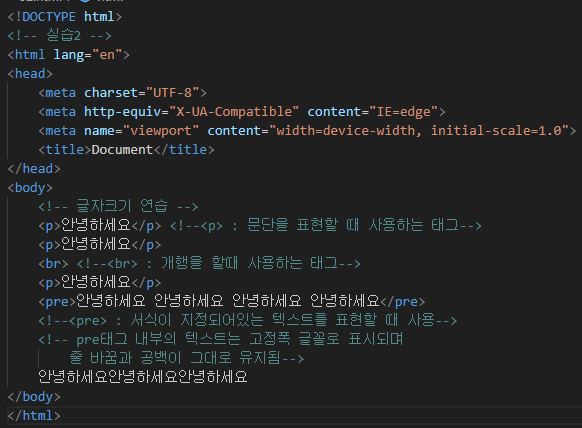 <!DOCTYPE html>
<!-- 실습2 -->
<html lang="en">
<head>
    <meta charset="UTF-8">
    <meta http-equiv="X-UA-Compatible" content="IE=edge">
    <meta name="viewport" content="width=device-width, initial-scale=1.0">
    <title>Document</title>
</head>
<body>
    <!-- 글자크기 연습 -->
    <p>안녕하세요</p> <!--<p> : 문단을 표현할 때 사용하는 태그-->
    <p>안녕하세요</p>
    <br> <!--<br> : 개행을 할때 사용하는 태그-->
    <p>안녕하세요</p>
    <pre>안녕하세요 안녕하세요 안녕하세요 안녕하세요</pre>
    <!--<pre> : 서식이 지정되어있는 텍스트를 표현할 때 사용-->
    <!-- pre태그 내부의 텍스트는 고정폭 글꼴로 표시되며
        줄 바꿈과 공백이 그대로 유지됨-->
    안녕하세요안녕하세요안녕하세요
</body>
</html>